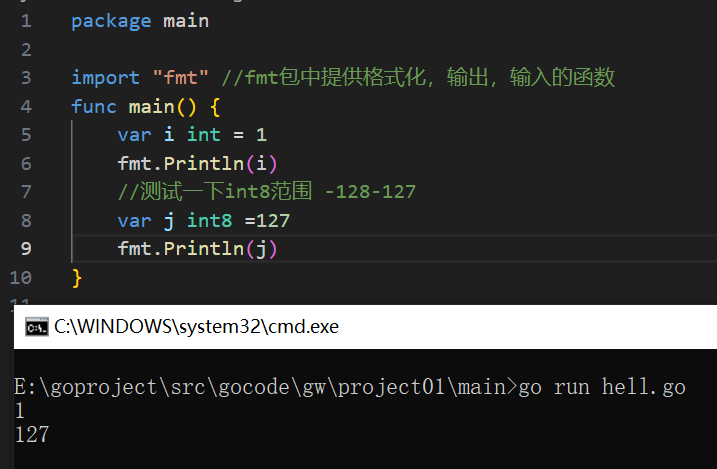 1 package main
2
3 import "fmt" //fmt包中提供格式化，输出，输入的函数
4 func main() {
5 var i int = 1
6 fmt.Println(i)
7 //测试一下int8范围 -128-127
8 var j int8 =127
9 fmt.Println(j)
10 }
11
C:\WINDOWS\system32\cmd.exe
E:\goproject\src\gocode\gw\project01\main>go run hell.go
1
127